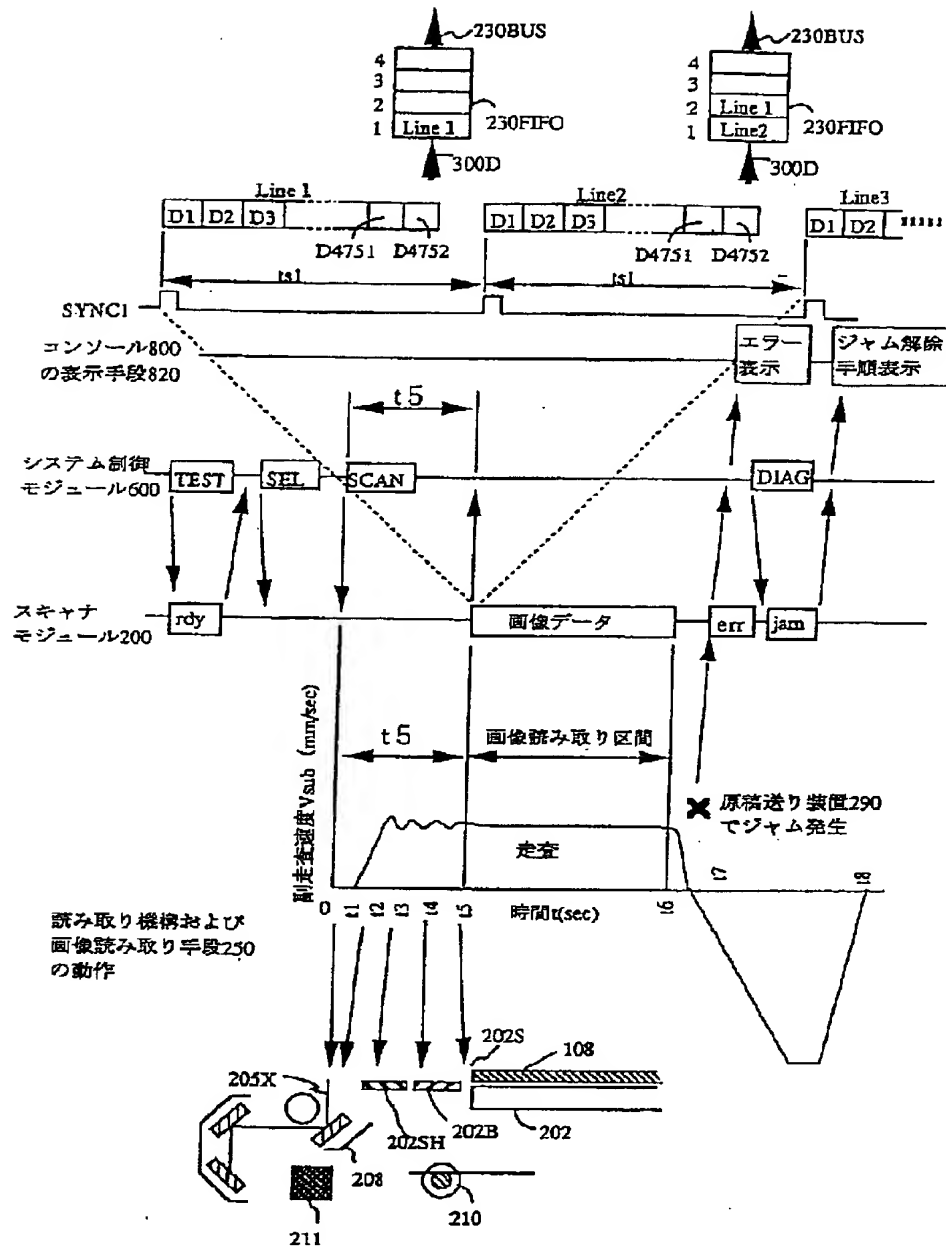 230BUS
4
3
2
1 Line 1
230FIFO
300D
230BUS
4
3
2 Line 1
1 Line2
230FIFO
300D
Line 1
D1 D2 D3
D4751 D4752
Line2
D1 D2 D3
D4751 D4752
Line3
D1 D2
ts1
ts1
SYNC1
コンソール800
の表示手段820
エラー
表示
ジャム解除
手順表示
t5
システム制御
モジュール600
TEST
SEL
SCAN
DIAG
スキャナ
モジュール200
rdy
画像データ
err
jam
副走査速度Vsub (mm/sec)
t5
画像読み取り区間
走査
原稿送り装置290
でジャム発生
0 t1 t2 t3 t4 t5
時間t(sec)
t6
t7
t8
読み取り機構および
画像読み取り手段250
の動作
202S
108
205X
202SH
202B
202
208
211
210